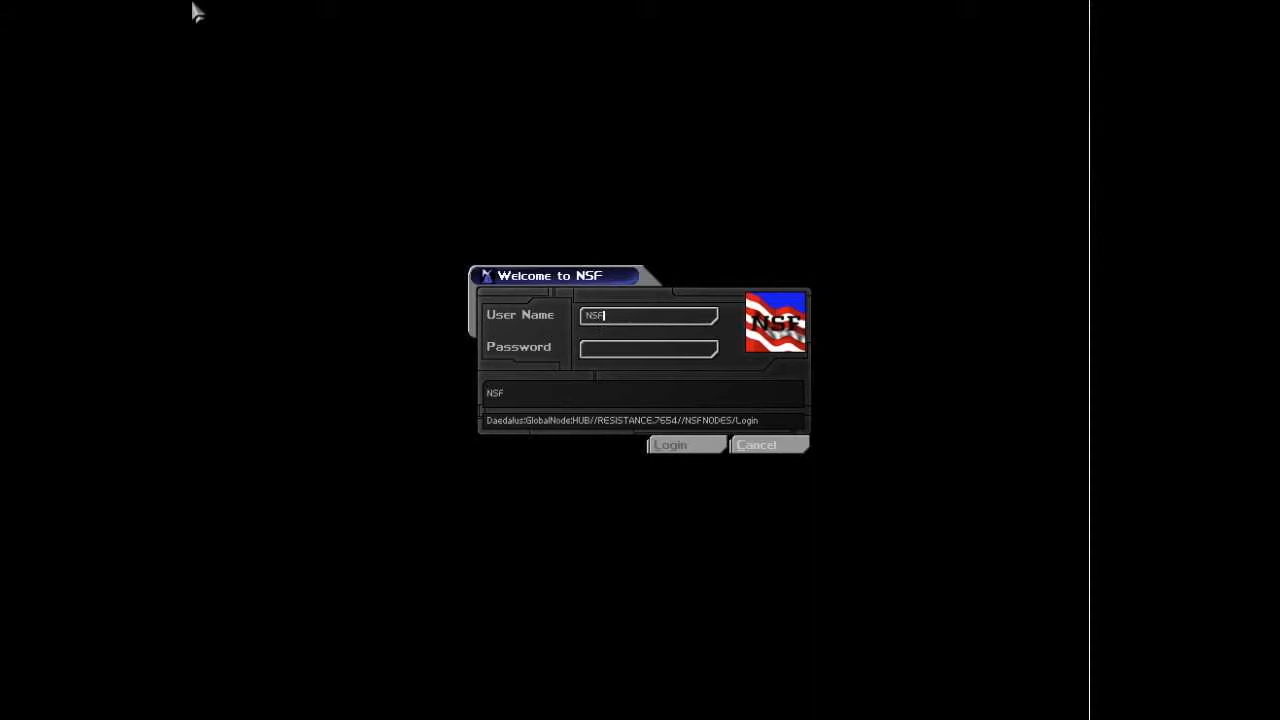 Welcome to NSF
User Name
NSF
NSF
Password
NSF
Daedalus:GlobalNode:HUB//RESISTANCE.7654//NSFNODES/Login
Login
Cancel